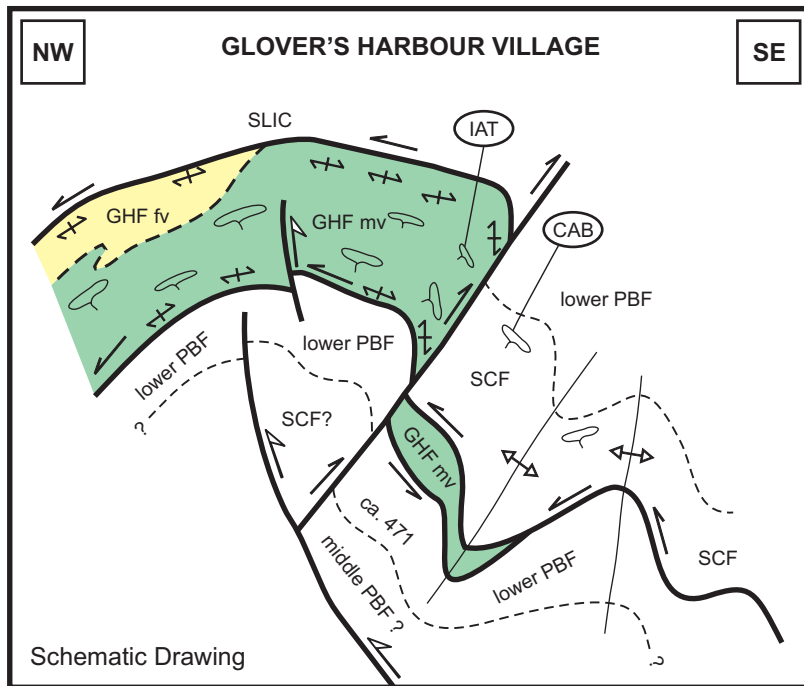 NW
GLOVER'S HARBOUR VILLAGE
SE
SLIC
IAT
GHF fv
GHF mv
CAB
lower PBF
lower PBF
lower PBF
SCF
?
SCF?
GHF mv
ca. 471
middle PBF ?
lower PBF
SCF
?
Schematic Drawing